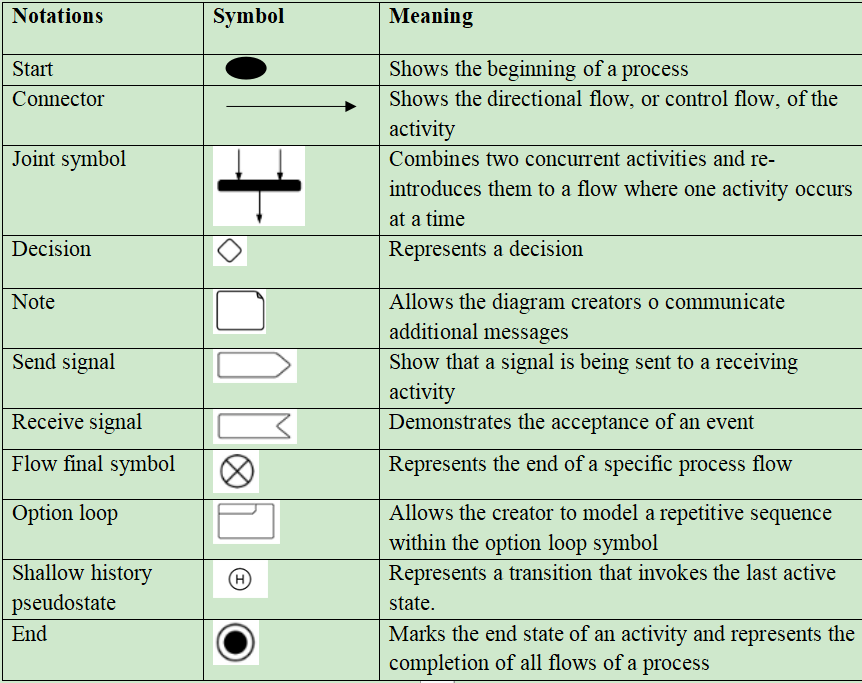 Notations Symbol Meaning
Start Shows the beginning of a process
Connector Shows the directional flow, or control flow, of the
activity
Joint symbol Combines two concurrent activities and re-
introduces them to a flow where one activity occurs
at a time
Decision Represents a decision
Note Allows the diagram creators o communicate
additional messages
Send signal Show that a signal is being sent to a receiving
activity
Receive signal Demonstrates the acceptance of an event
Flow final symbol Represents the end of a specific process flow
Option loop Allows the creator to model a repetitive sequence
within the option loop symbol
Shallow history H Represents a transition that invokes the last active
pseudostate state.
End Marks the end state of an activity and represents the
completion of all flows of a process